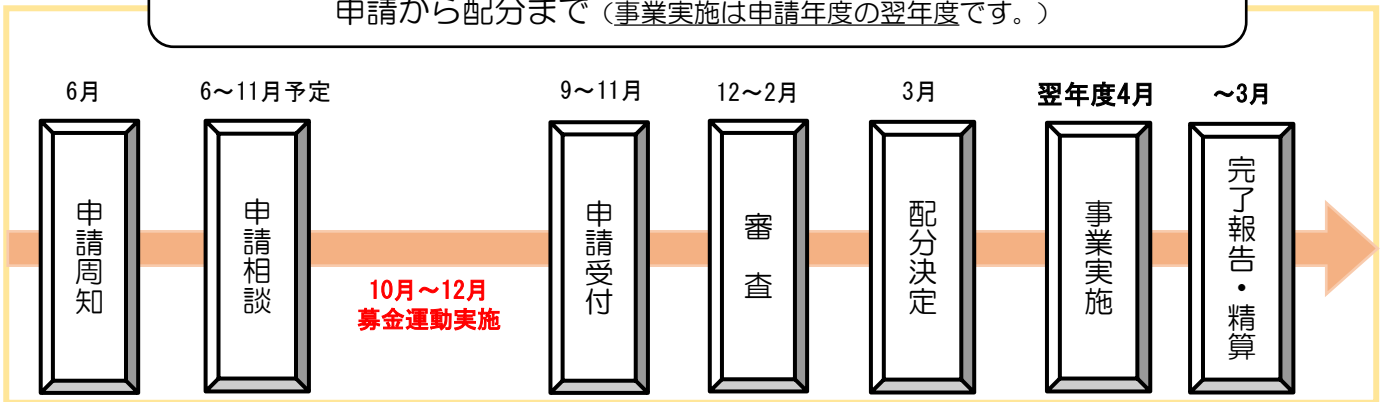 申請から配分まで（事業実施は申請年度の翌年度です。）
6月
6～11月予定
9～11月
12～2月
3月
翌年度4月
～3月
申請周知
申請相談
10月～12月
募金運動実施
申請受付
審査
配分決定
事業実施
完了報告・精算